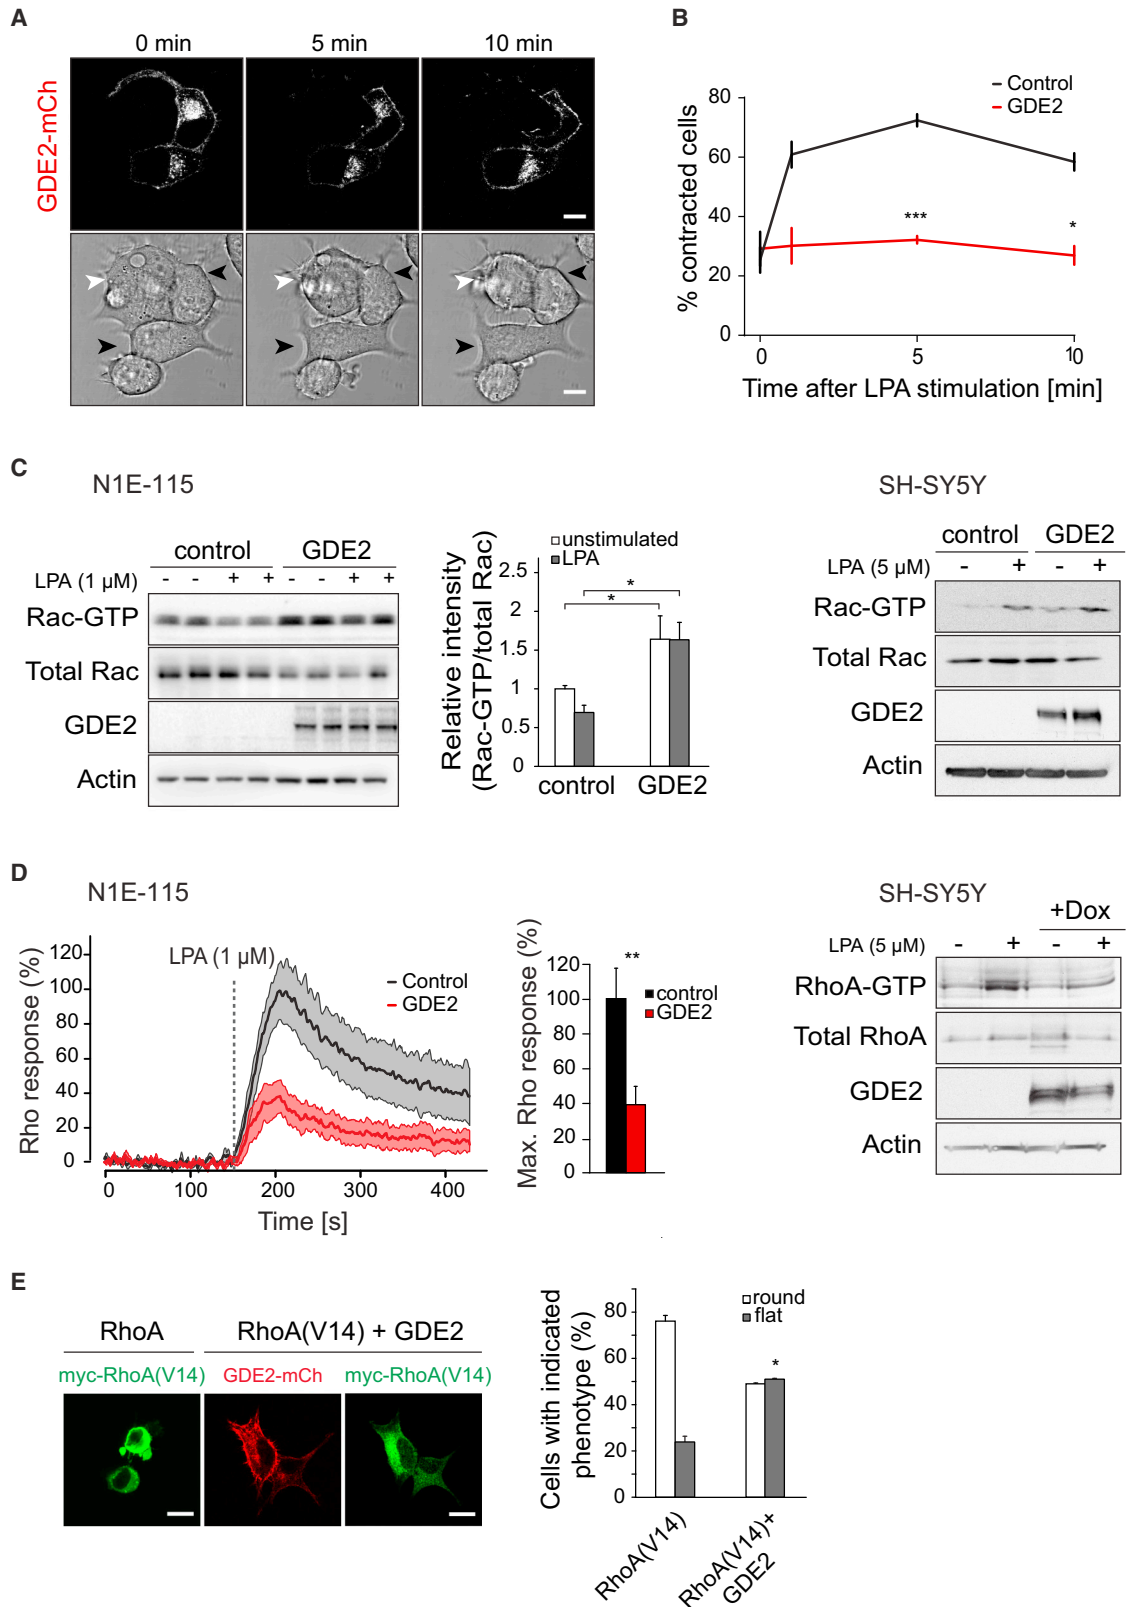 A
0 min 5 min 10 min
GDE2-mCh
B
Control
GDE2
% contracted cells
80
60
40
20
0
***
*
0 5 10
Time after LPA stimulation [min]
C
N1E-115
control GDE2
LPA (1 µM) - - + + - - + +
Rac-GTP
Total Rac
GDE2
Actin
Relative intensity
(Rac-GTP/total Rac)
unstimulated
LPA
2.5
2
1.5
1
0.5
0
*
*
control GDE2
SH-SY5Y
control GDE2
LPA (5 µM) - + - +
Rac-GTP
Total Rac
GDE2
Actin
D
N1E-115
Rho response (%)
120
100
80
60
40
20
0
LPA (1 µM)
Control
GDE2
0 100 200 300 400
Time [s]
Max. Rho response (%)
120
100
80
60
40
20
0
**
control
GDE2
SH-SY5Y
+Dox
LPA (5 µM) - + - +
RhoA-GTP
Total RhoA
GDE2
Actin
E
RhoA RhoA(V14) + GDE2
myc-RhoA(V14) GDE2-mCh myc-RhoA(V14)
Cells with indicated
phenotype (%)
80
60
40
20
0
round
flat
*
RhoA(V14)
RhoA(V14)+
GDE2